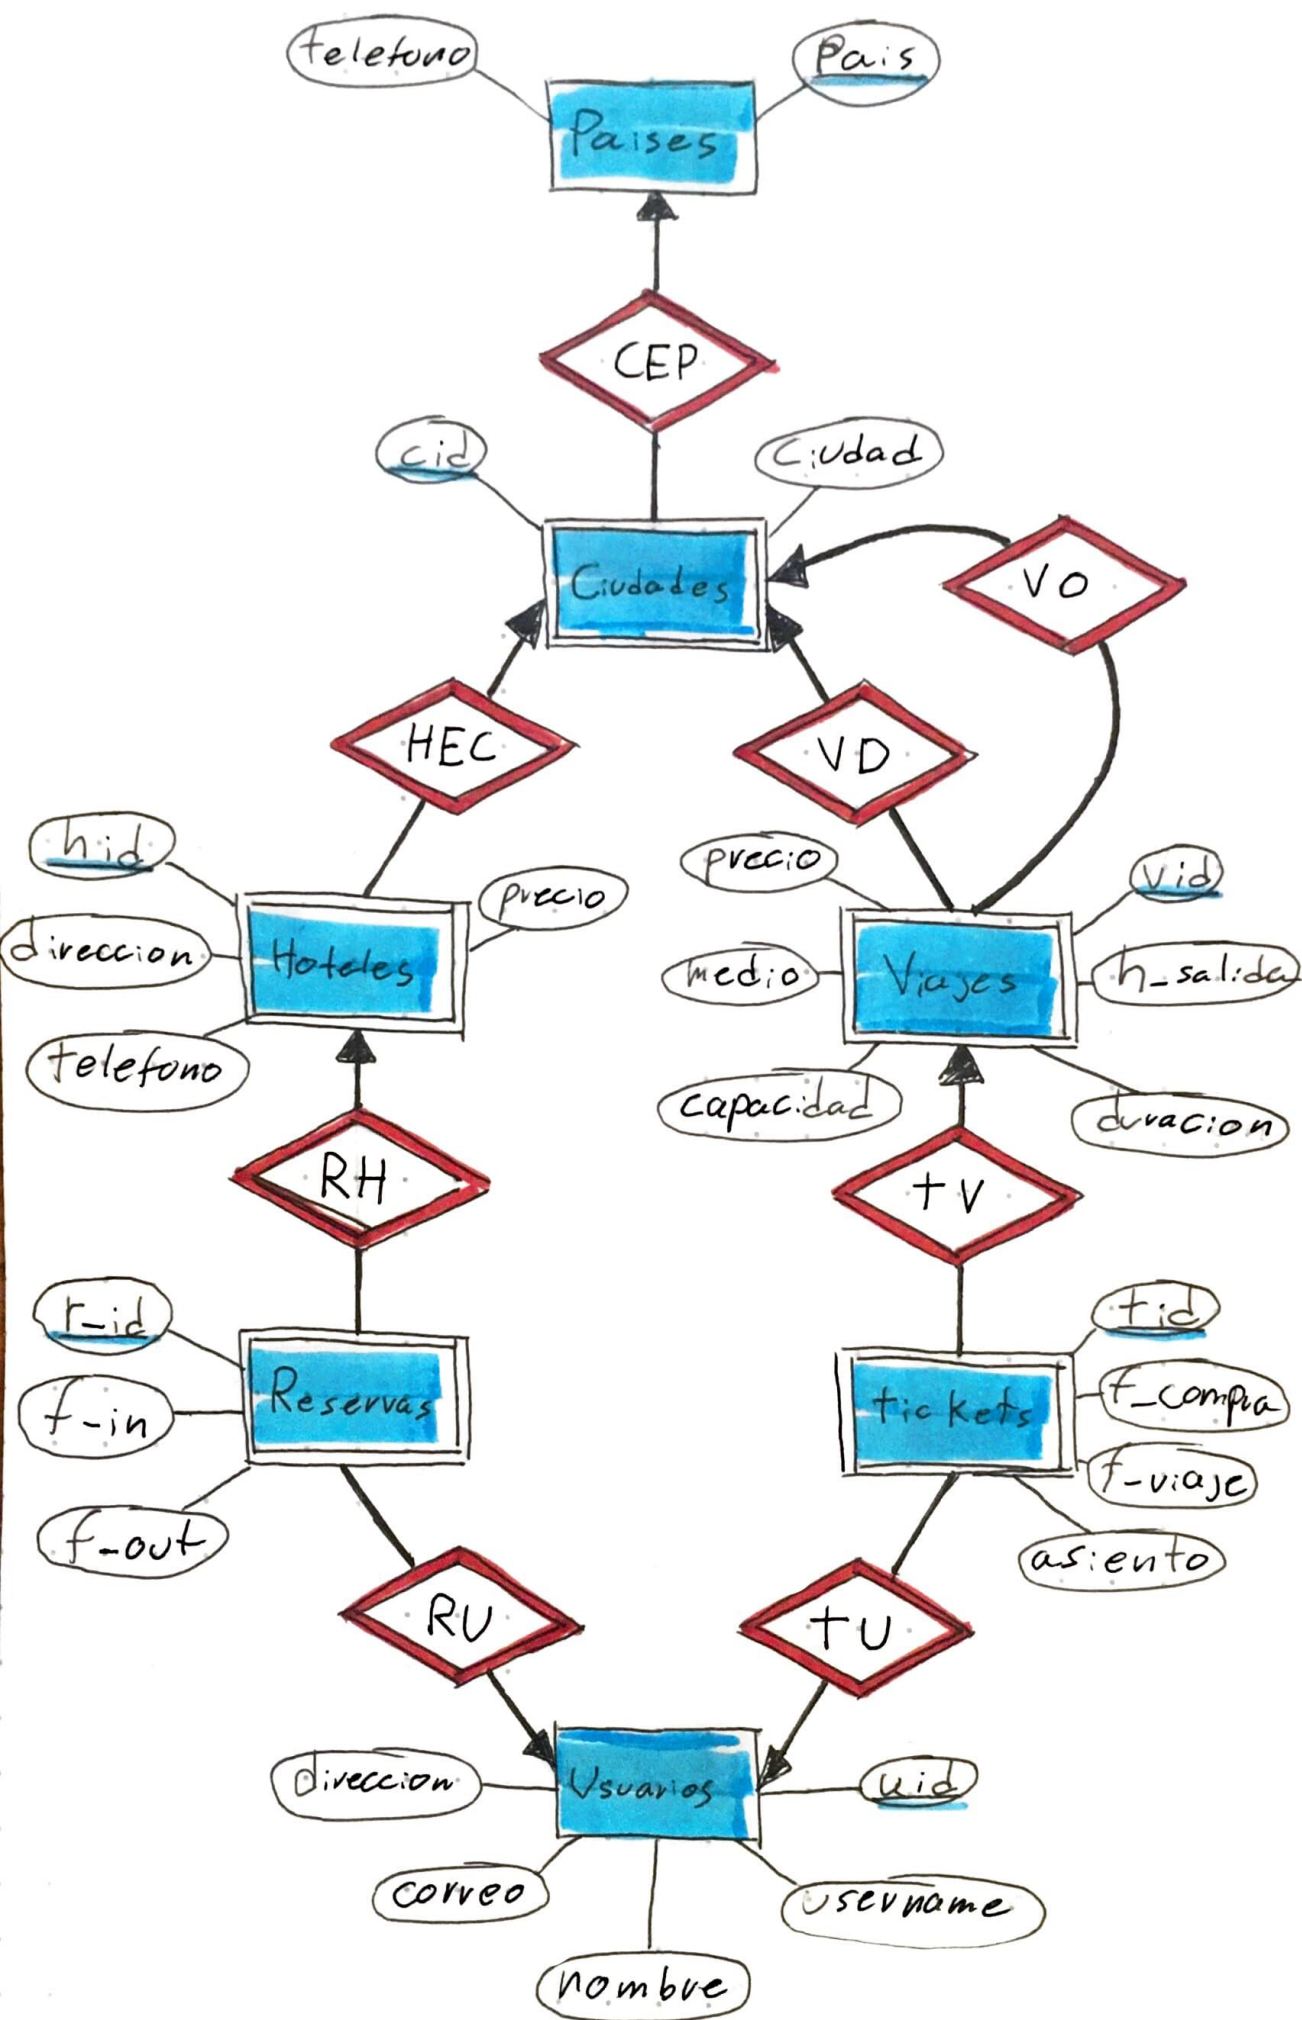 telefono
Pais
Paises
CEP
cid
Ciudad
Ciudades
VO
HEC
VD
hid
precio
precio
vid
direccion
Hoteles
medio
Viajes
h_salida
telefono
capacidad
duracion
RH
TV
r_id
tid
f-in
Reservas
tickets
f_compra
f-viaje
f-out
asiento
RU
TU
direccion
Usuarios
uid
correo
username
nombre